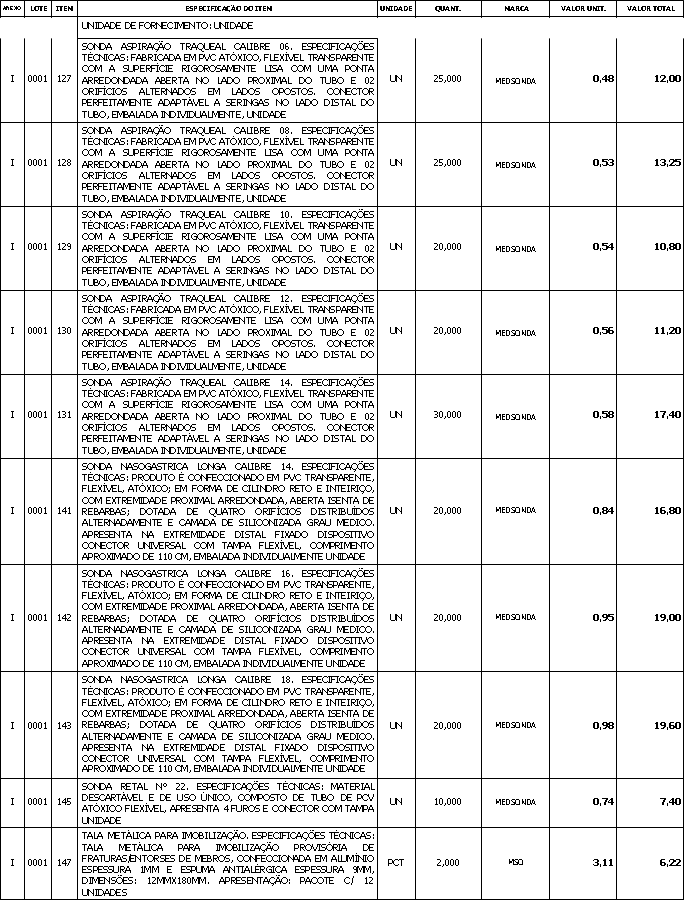 ANEXO LOTE ITEM ESPECIFICAÇÃO DO ITEM UNIDADE QUANT. MARCA VALOR UNIT. VALOR TOTAL
UNIDADE DE FORNECIMENTO: UNIDADE
SONDA ASPIRAÇÃO TRAQUEAL CALIBRE 06. ESPECIFICAÇÕES
TÉCNICAS: FABRICADA EM PVC ATÓXICO, FLEXÍVEL TRANSPARENTE
COM A SUPERFÍCIE RIGOROSAMENTE LISA COM UMA PONTA
I 0001 127 ARREDONDADA ABERTA NO LADO PROXIMAL DO TUBO E 02 UN 25,000 MEDSONDA 0,48 12,00
ORIFÍCIOS ALTERNADOS EM LADOS OPOSTOS. CONECTOR
PERFEITAMENTE ADAPTÁVEL A SERINGAS NO LADO DISTAL DO
TUBO, EMBALADA INDIVIDUALMENTE, UNIDADE
SONDA ASPIRAÇÃO TRAQUEAL CALIBRE 08. ESPECIFICAÇÕES
TÉCNICAS: FABRICADA EM PVC ATÓXICO, FLEXÍVEL TRANSPARENTE
COM A SUPERFÍCIE RIGOROSAMENTE LISA COM UMA PONTA
I 0001 128 ARREDONDADA ABERTA NO LADO PROXIMAL DO TUBO E 02 UN 25,000 MEDSONDA 0,53 13,25
ORIFÍCIOS ALTERNADOS EM LADOS OPOSTOS. CONECTOR
PERFEITAMENTE ADAPTÁVEL A SERINGAS NO LADO DISTAL DO
TUBO, EMBALADA INDIVIDUALMENTE, UNIDADE
SONDA ASPIRAÇÃO TRAQUEAL CALIBRE 10. ESPECIFICAÇÕES
TÉCNICAS: FABRICADA EM PVC ATÓXICO, FLEXÍVEL TRANSPARENTE
COM A SUPERFÍCIE RIGOROSAMENTE LISA COM UMA PONTA
I 0001 129 ARREDONDADA ABERTA NO LADO PROXIMAL DO TUBO E 02 UN 20,000 MEDSONDA 0,54 10,80
ORIFÍCIOS ALTERNADOS EM LADOS OPOSTOS. CONECTOR
PERFEITAMENTE ADAPTÁVEL A SERINGAS NO LADO DISTAL DO
TUBO, EMBALADA INDIVIDUALMENTE, UNIDADE
SONDA ASPIRAÇÃO TRAQUEAL CALIBRE 12. ESPECIFICAÇÕES
TÉCNICAS: FABRICADA EM PVC ATÓXICO, FLEXÍVEL TRANSPARENTE
COM A SUPERFÍCIE RIGOROSAMENTE LISA COM UMA PONTA
I 0001 130 ARREDONDADA ABERTA NO LADO PROXIMAL DO TUBO E 02 UN 20,000 MEDSONDA 0,56 11,20
ORIFÍCIOS ALTERNADOS EM LADOS OPOSTOS. CONECTOR
PERFEITAMENTE ADAPTÁVEL A SERINGAS NO LADO DISTAL DO
TUBO, EMBALADA INDIVIDUALMENTE, UNIDADE
SONDA ASPIRAÇÃO TRAQUEAL CALIBRE 14. ESPECIFICAÇÕES
TÉCNICAS: FABRICADA EM PVC ATÓXICO, FLEXÍVEL TRANSPARENTE
COM A SUPERFÍCIE RIGOROSAMENTE LISA COM UMA PONTA
I 0001 131 ARREDONDADA ABERTA NO LADO PROXIMAL DO TUBO E 02 UN 30,000 MEDSONDA 0,58 17,40
ORIFÍCIOS ALTERNADOS EM LADOS OPOSTOS. CONECTOR
PERFEITAMENTE ADAPTÁVEL A SERINGAS NO LADO DISTAL DO
TUBO, EMBALADA INDIVIDUALMENTE, UNIDADE
SONDA NASOGASTRICA LONGA CALIBRE 14. ESPECIFICAÇÕES
TÉCNICAS: PRODUTO É CONFECCIONADO EM PVC TRANSPARENTE,
FLEXÍVEL, ATÓXICO; EM FORMA DE CILINDRO RETO E INTEIRIÇO,
COM EXTREMIDADE PROXIMAL ARREDONDADA, ABERTA ISENTA DE
I 0001 141 REBARBAS; DOTADA DE QUATRO ORIFÍCIOS DISTRIBUÍDOS UN 20,000 MEDSONDA 0,84 16,80
ALTERNADAMENTE E CAMADA DE SILICONIZADA GRAU MEDICO.
APRESENTA NA EXTREMIDADE DISTAL FIXADO DISPOSITIVO
CONECTOR UNIVERSAL COM TAMPA FLEXÍVEL, COMPRIMENTO
APROXIMADO DE 110 CM, EMBALADA INDIVIDUALMENTE UNIDADE
SONDA NASOGASTRICA LONGA CALIBRE 16. ESPECIFICAÇÕES
TÉCNICAS: PRODUTO É CONFECCIONADO EM PVC TRANSPARENTE,
FLEXÍVEL, ATÓXICO; EM FORMA DE CILINDRO RETO E INTEIRIÇO,
COM EXTREMIDADE PROXIMAL ARREDONDADA, ABERTA ISENTA DE
I 0001 142 REBARBAS; DOTADA DE QUATRO ORIFÍCIOS DISTRIBUÍDOS UN 20,000 MEDSONDA 0,95 19,00
ALTERNADAMENTE E CAMADA DE SILICONIZADA GRAU MEDICO.
APRESENTA NA EXTREMIDADE DISTAL FIXADO DISPOSITIVO
CONECTOR UNIVERSAL COM TAMPA FLEXÍVEL, COMPRIMENTO
APROXIMADO DE 110 CM, EMBALADA INDIVIDUALMENTE UNIDADE
SONDA NASOGASTRICA LONGA CALIBRE 18. ESPECIFICAÇÕES
TÉCNICAS: PRODUTO É CONFECCIONADO EM PVC TRANSPARENTE,
FLEXÍVEL, ATÓXICO; EM FORMA DE CILINDRO RETO E INTEIRIÇO,
COM EXTREMIDADE PROXIMAL ARREDONDADA, ABERTA ISENTA DE
I 0001 143 REBARBAS; DOTADA DE QUATRO ORIFÍCIOS DISTRIBUÍDOS UN 20,000 MEDSONDA 0,98 19,60
ALTERNADAMENTE E CAMADA DE SILICONIZADA GRAU MEDICO.
APRESENTA NA EXTREMIDADE DISTAL FIXADO DISPOSITIVO
CONECTOR UNIVERSAL COM TAMPA FLEXÍVEL, COMPRIMENTO
APROXIMADO DE 110 CM, EMBALADA INDIVIDUALMENTE UNIDADE
SONDA RETAL Nº 22. ESPECIFICAÇÕES TÉCNICAS: MATERIAL
DESCARTÁVEL E DE USO ÚNICO, COMPOSTO DE TUBO DE PCV
I 0001 145 ATÓXICO FLEXIVEL, APRESENTA 4 FUROS E CONECTOR COM TAMPA UN 10,000 MEDSONDA 0,74 7,40
UNIDADE
TALA METÁLICA PARA IMOBILIZAÇÃO. ESPECIFICAÇÕES TÉCNICAS:
TALA METÁLICA PARA IMOBILIZAÇÃO PROVISÓRIA DE
I 0001 147 FRATURAS/ENTORSES DE MEBROS, CONFECCIONADA EM ALUMÍNIO PCT 2,000 MSO 3,11 6,22
ESPESSURA 1MM E ESPUMA ANTIALÉRGICA ESPESSURA 9MM,
DIMENSÕES: 12MMX180MM. APRESENTAÇÃO: PACOTE C/ 12
UNIDADES